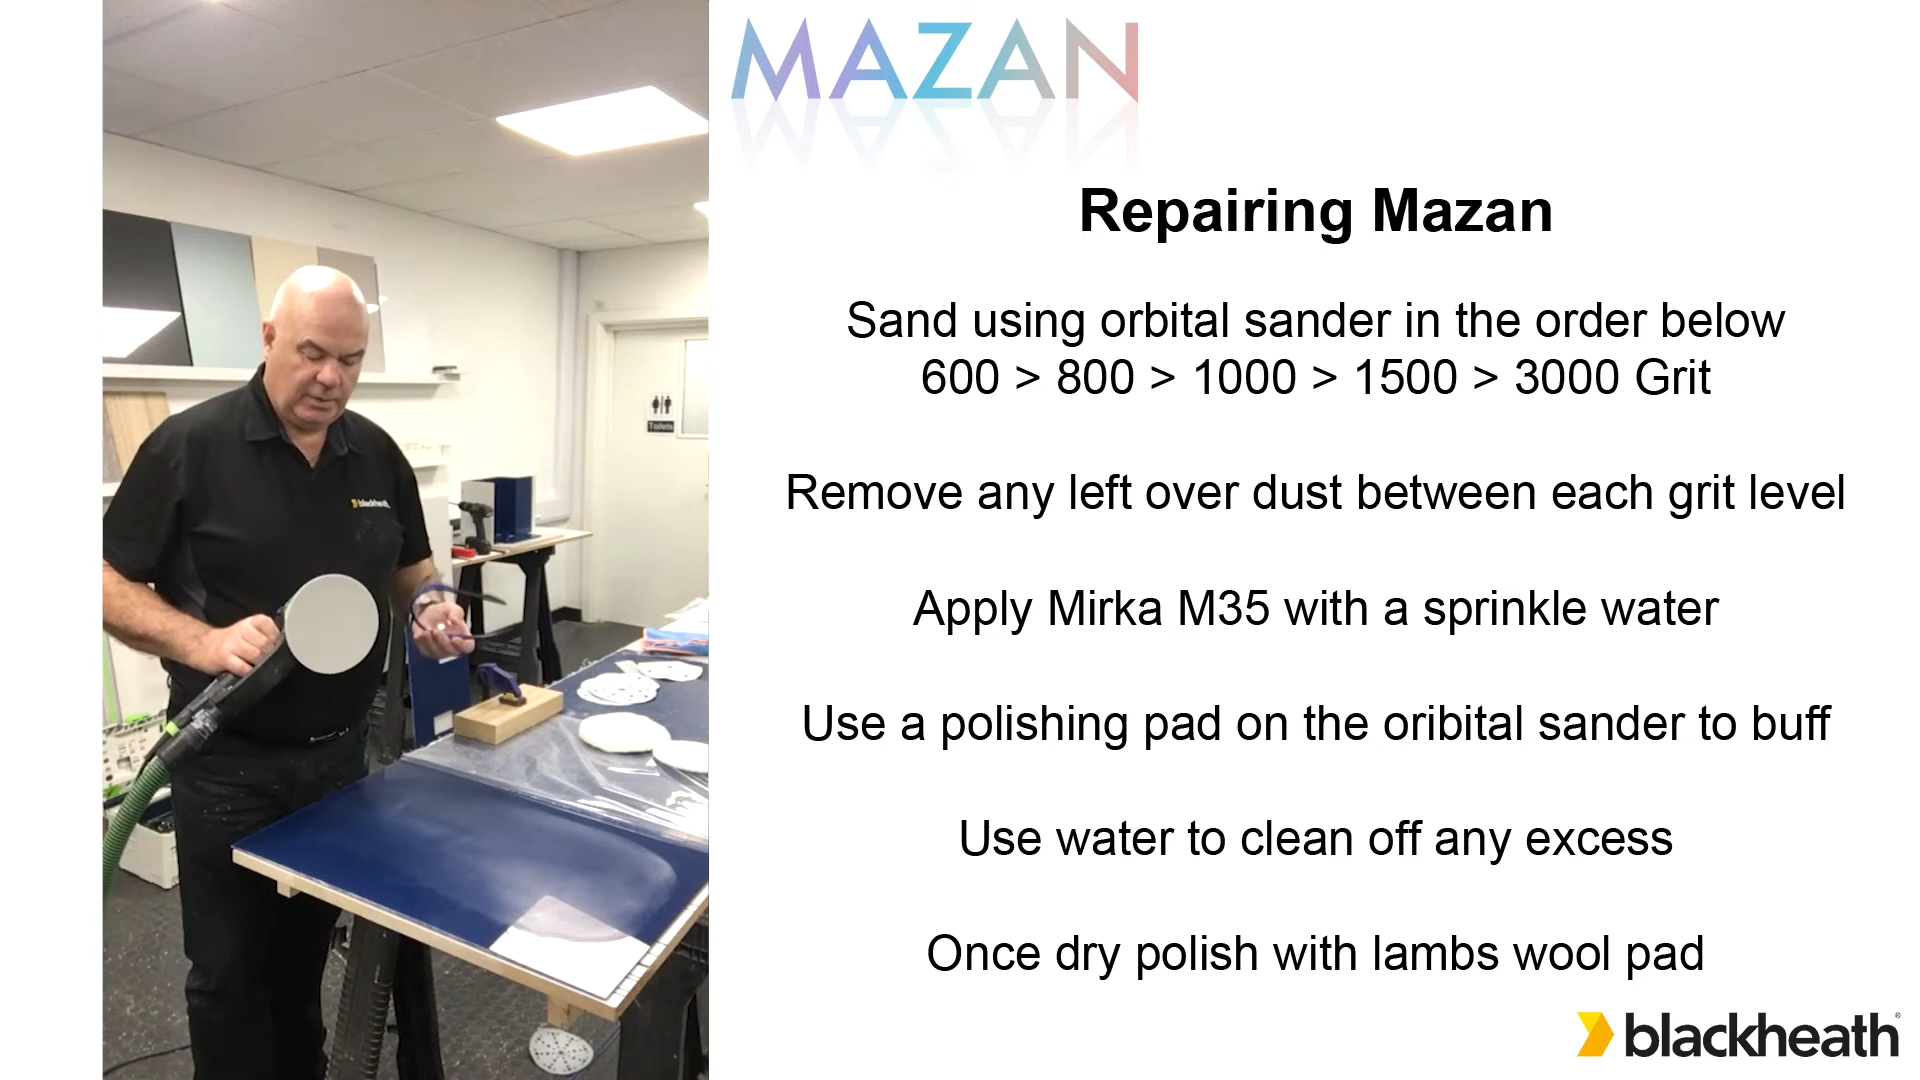 MAZAN
Repairing Mazan
Sand using orbital sander in the order below
600 > 800 > 1000 > 1500 > 3000 Grit
Remove any left over dust between each grit level
Apply Mirka M35 with a sprinkle water
Use a polishing pad on the oribital sander to buff
Use water to clean off any excess
Once dry polish with lambs wool pad
blackheath®
Toilets
blackheath